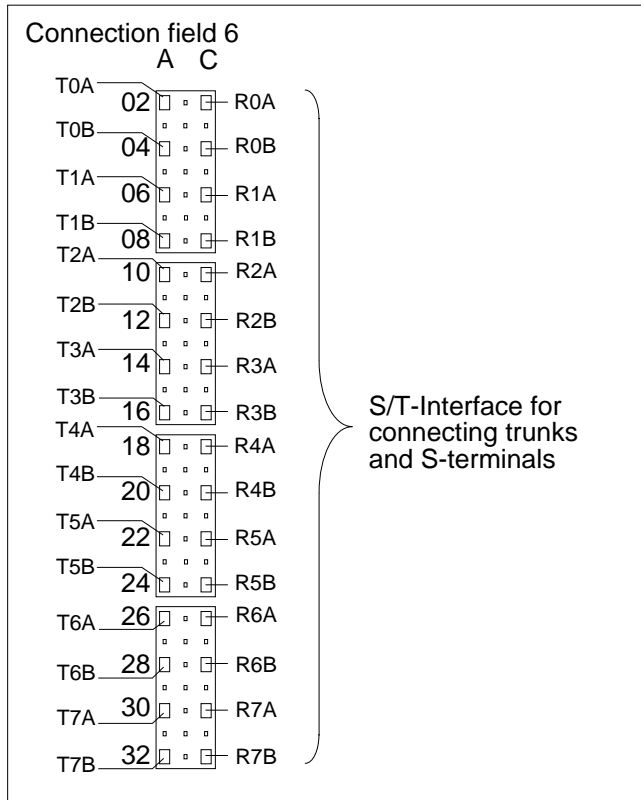 Connection field 6
A C
T0A 02 R0A
T0B 04 R0B
T1A 06 R1A
T1B 08 R1B
T2A 10 R2A
T2B 12 R2B
T3A 14 R3A
T3B 16 R3B
T4A 18 R4A
T4B 20 R4B
T5A 22 R5A
T5B 24 R5B
T6A 26 R6A
T6B 28 R6B
T7A 30 R7A
T7B 32 R7B
S/T-Interface for
connecting trunks
and S-terminals